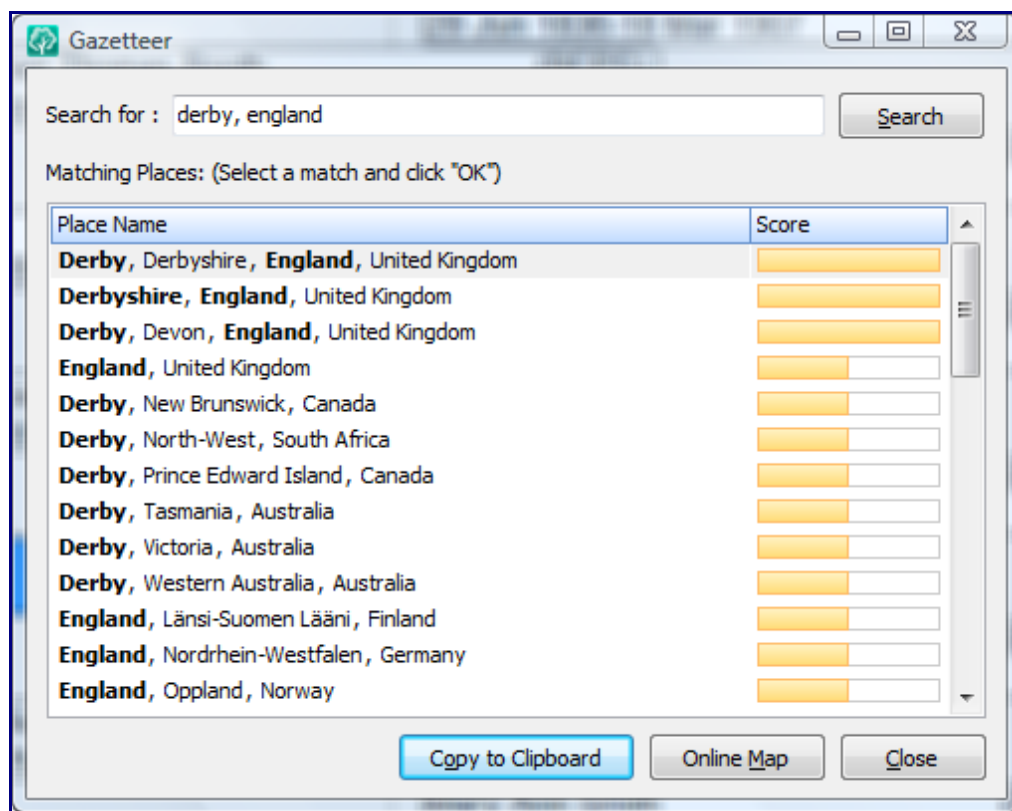 Gazetteer
Search for : derby, england Search
Matching Places: (Select a match and click "OK")
Place Name Score
Derby, Derbyshire, England, United Kingdom
Derbyshire, England, United Kingdom
Derby, Devon, England, United Kingdom
England, United Kingdom
Derby, New Brunswick, Canada
Derby, North-West, South Africa
Derby, Prince Edward Island, Canada
Derby, Tasmania, Australia
Derby, Victoria, Australia
Derby, Western Australia, Australia
England, Länsi-Suomen Lääni, Finland
England, Nordrhein-Westfalen, Germany
England, Oppland, Norway
Copy to Clipboard Online Map Close